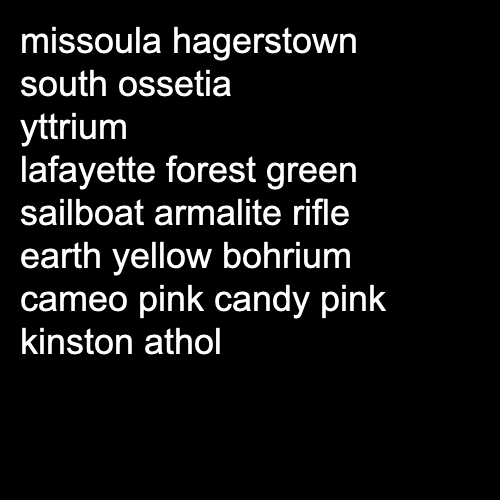 missoula hagerstown
south ossetia
yttrium
lafayette forest green
sailboat armalite rifle
earth yellow bohrium
cameo pink candy pink
kinston athol